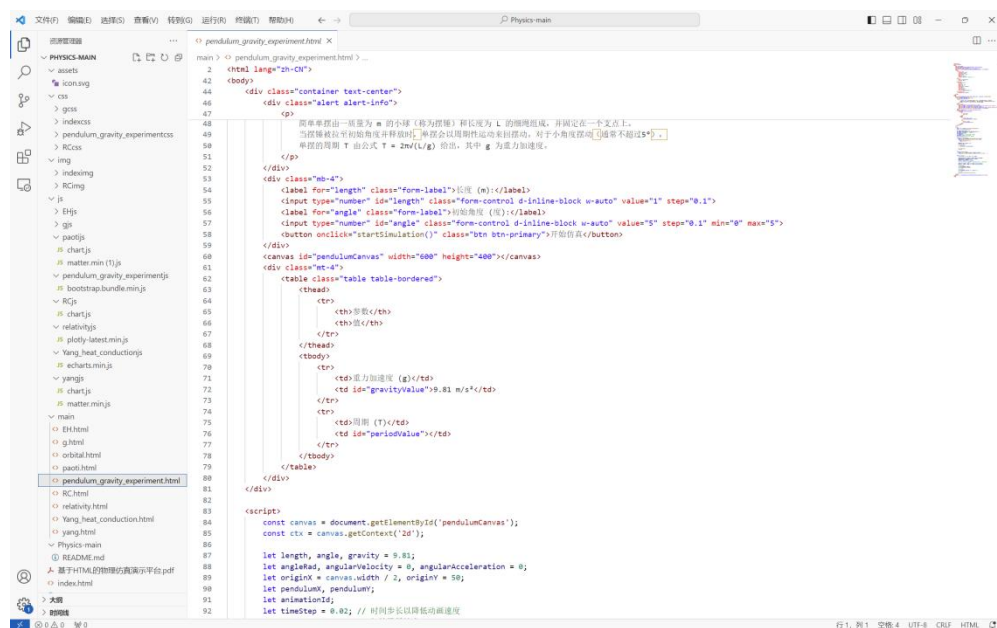 文件(F) 编辑(E) 选择(S) 查看(V) 转到(G) 运行(R) 终端(T) 帮助(H) ← → Physics-main
资源管理器 ···
PHYSICS-MAIN
assets
icon.svg
css
gcss
indexcss
pendulum_gravity_experimentcss
RCcss
img
indeximg
RCimg
js
EHjs
gjs
paotijs
JS chart.js
JS matter.min (1).js
pendulum_gravity_experimentjs
JS bootstrap.bundle.min.js
RCjs
JS chart.js
relativityjs
JS plotly-latest.min.js
Yang_heat_conductionjs
JS echarts.min.js
yangjs
JS chart.js
JS matter.min.js
main
EH.html
g.html
orbital.html
paoti.html
pendulum_gravity_experiment.html
RC.html
relativity.html
Yang_heat_conduction.html
yang.html
Physics-main
README.md
基于HTML的物理仿真演示平台.pdf
index.html
大纲
时间线
pendulum_gravity_experiment.html ×
main > pendulum_gravity_experiment.html > ...
2 <html lang="zh-CN">
42 <body>
44 <div class="container text-center">
46 <div class="alert alert-info">
47 <p>
48 简单单摆由一质量为 m 的小球（称为摆锤）和长度为 L 的细绳组成，并固定在一个支点上。
49 当摆锤被拉至初始角度并释放时，单摆会以周期性运动来回摆动。对于小角度摆动（通常不超过5°），
50 单摆的周期 T 由公式 T = 2π√(L/g) 给出，其中 g 为重力加速度。
51 </p>
52 </div>
53 <div class="mb-4">
54 <label for="length" class="form-label">长度 (m):</label>
55 <input type="number" id="length" class="form-control d-inline-block w-auto" value="1" step="0.1">
56 <label for="angle" class="form-label">初始角度 (度):</label>
57 <input type="number" id="angle" class="form-control d-inline-block w-auto" value="5" step="0.1" min="0" max="5">
58 <button onclick="startSimulation()" class="btn btn-primary">开始仿真</button>
59 </div>
60 <canvas id="pendulumCanvas" width="600" height="400"></canvas>
61 <div class="mt-4">
62 <table class="table table-bordered">
63 <thead>
64 <tr>
65 <th>参数</th>
66 <th>值</th>
67 </tr>
68 </thead>
69 <tbody>
70 <tr>
71 <td>重力加速度 (g)</td>
72 <td id="gravityValue">9.81 m/s²</td>
73 </tr>
74 <tr>
75 <td>周期 (T)</td>
76 <td id="periodValue"></td>
77 </tr>
78 </tbody>
79 </table>
80 </div>
81 </div>
82
83 <script>
84 const canvas = document.getElementById('pendulumCanvas');
85 const ctx = canvas.getContext('2d');
86
87 let length, angle, gravity = 9.81;
88 let angleRad, angularVelocity = 0, angularAcceleration = 0;
89 let originX = canvas.width / 2, originY = 50;
90 let pendulumX, pendulumY;
91 let animationId;
92 let timeStep = 0.02; // 时间步长以降低动画速度
0 0 0 行 1, 列 1 空格: 4 UTF-8 CRLF HTML